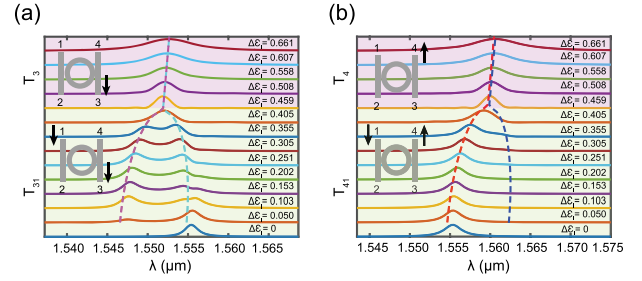 (a)
T3
T31
1 4
2 3
1 4
2 3
Δεi= 0.661
Δεi= 0.607
Δεi= 0.558
Δεi= 0.508
Δεi= 0.459
Δεi= 0.405
Δεi= 0.355
Δεi= 0.305
Δεi= 0.251
Δεi= 0.202
Δεi= 0.153
Δεi= 0.103
Δεi= 0.050
Δεi= 0
1.540 1.545 1.550 1.555 1.560 1.565
λ (μm)
(b)
T4
T41
1 4
2 3
1 4
2 3
Δεi= 0.661
Δεi= 0.607
Δεi= 0.558
Δεi= 0.508
Δεi= 0.459
Δεi= 0.405
Δεi= 0.355
Δεi= 0.305
Δεi= 0.251
Δεi= 0.202
Δεi= 0.153
Δεi= 0.103
Δεi= 0.050
Δεi= 0
1.545 1.550 1.555 1.560 1.565 1.570 1.575
λ (μm)